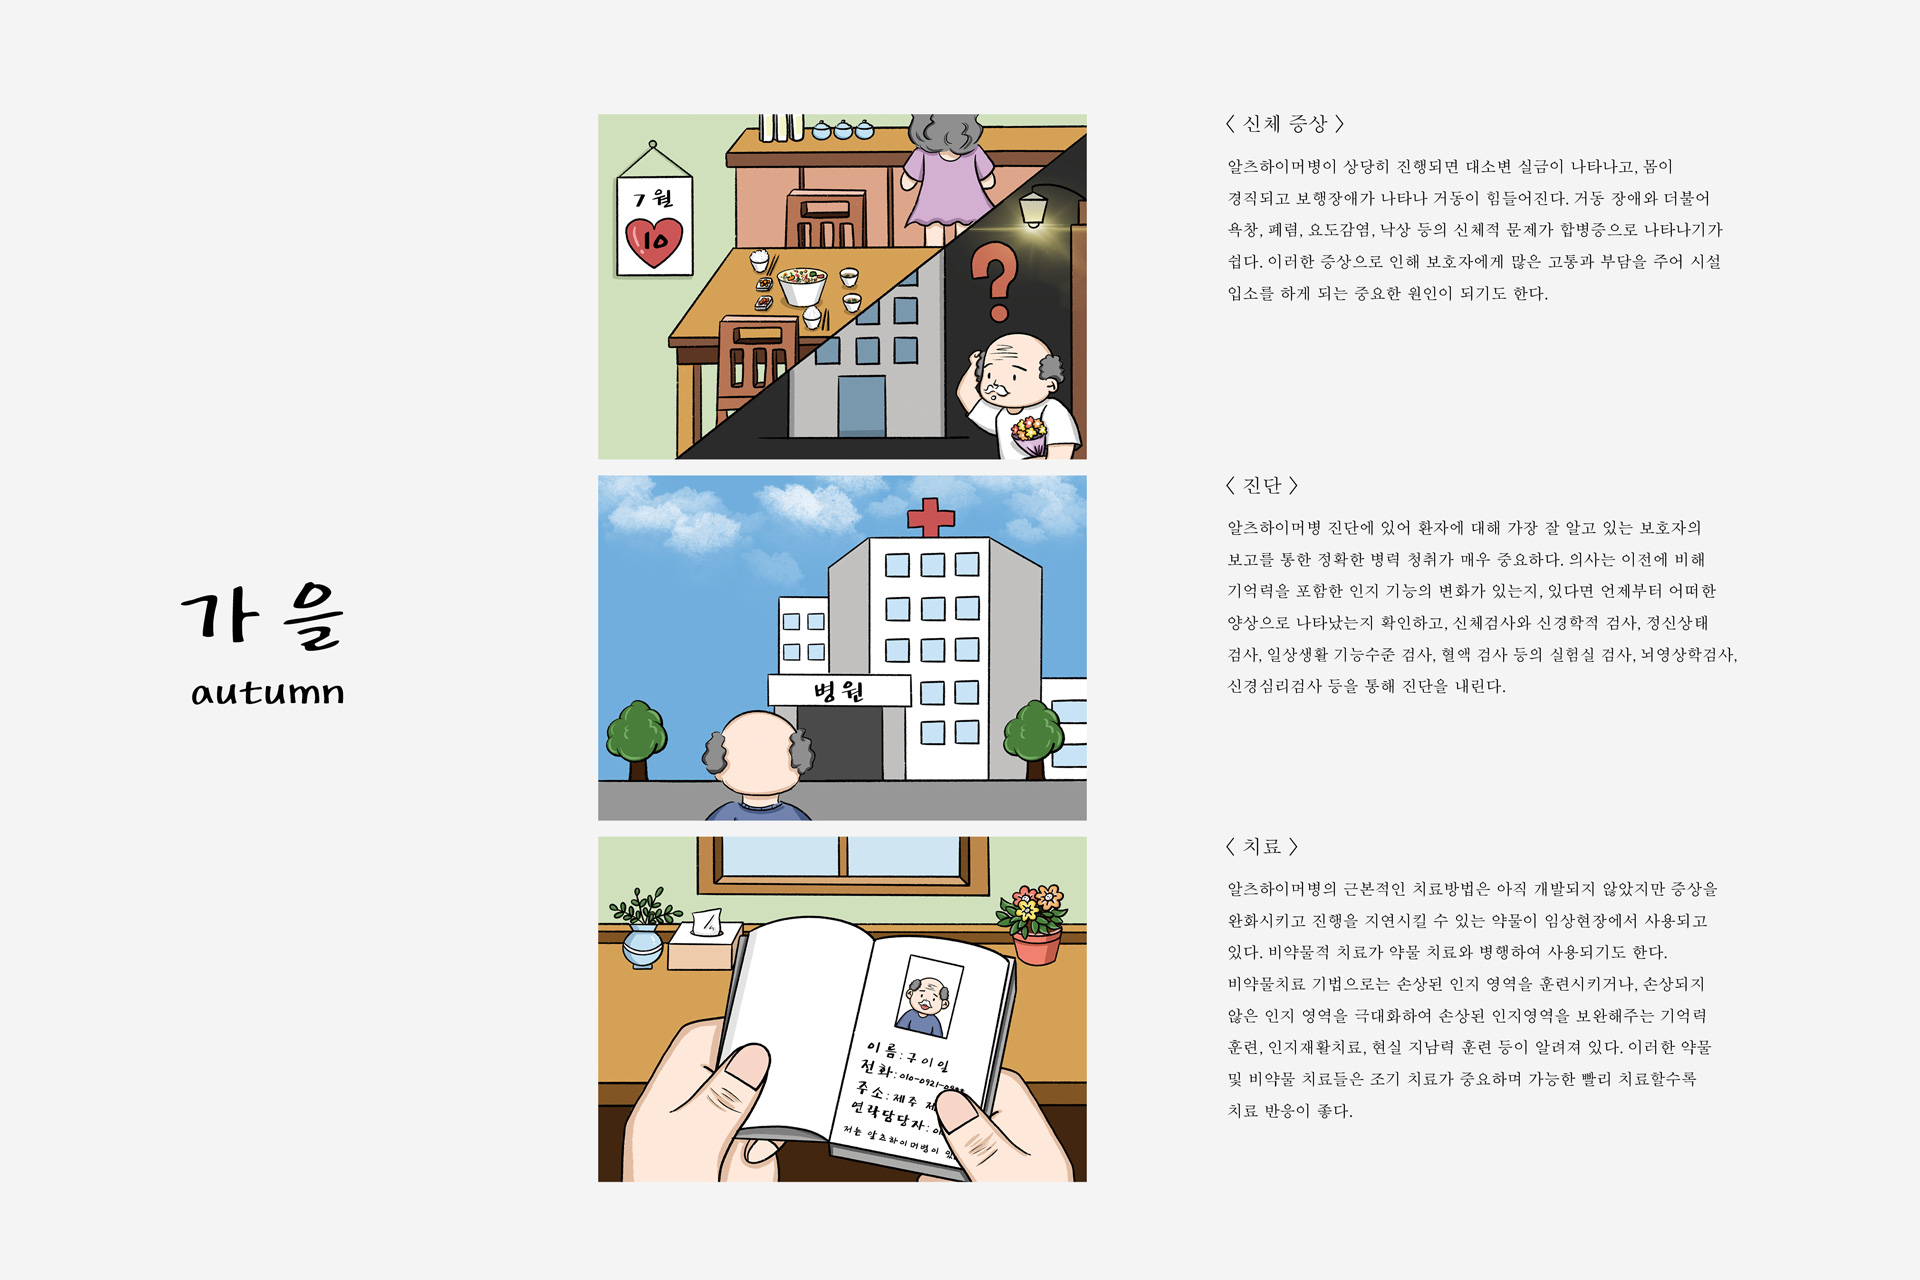 가을
autumn
7월
10
병원
이름:구이일
전화:010-0921-
주소:제주
연락담당자:
저는 알츠하이머병이
〈 신체 증상 〉
알츠하이머병이 상당히 진행되면 대소변 실금이 나타나고, 몸이
경직되고 보행장애가 나타나 거동이 힘들어진다. 거동 장애와 더불어
욕창, 폐렴, 요도감염, 낙상 등의 신체적 문제가 합병증으로 나타나기가
쉽다. 이러한 증상으로 인해 보호자에게 많은 고통과 부담을 주어 시설
입소를 하게 되는 중요한 원인이 되기도 한다.
〈 진단 〉
알츠하이머병 진단에 있어 환자에 대해 가장 잘 알고 있는 보호자의
보고를 통한 정확한 병력 청취가 매우 중요하다. 의사는 이전에 비해
기억력을 포함한 인지 기능의 변화가 있는지, 있다면 언제부터 어떠한
양상으로 나타났는지 확인하고, 신체검사와 신경학적 검사, 정신상태
검사, 일상생활 기능수준 검사, 혈액 검사 등의 실험실 검사, 뇌영상학검사,
신경심리검사 등을 통해 진단을 내린다.
〈 치료 〉
알츠하이머병의 근본적인 치료방법은 아직 개발되지 않았지만 증상을
완화시키고 진행을 지연시킬 수 있는 약물이 임상현장에서 사용되고
있다. 비약물적 치료가 약물 치료와 병행하여 사용되기도 한다.
비약물치료 기법으로는 손상된 인지 영역을 훈련시키거나, 손상되지
않은 인지 영역을 극대화하여 손상된 인지영역을 보완해주는 기억력
훈련, 인지재활치료, 현실 지남력 훈련 등이 알려져 있다. 이러한 약물
및 비약물 치료들은 조기 치료가 중요하며 가능한 빨리 치료할수록
치료 반응이 좋다.